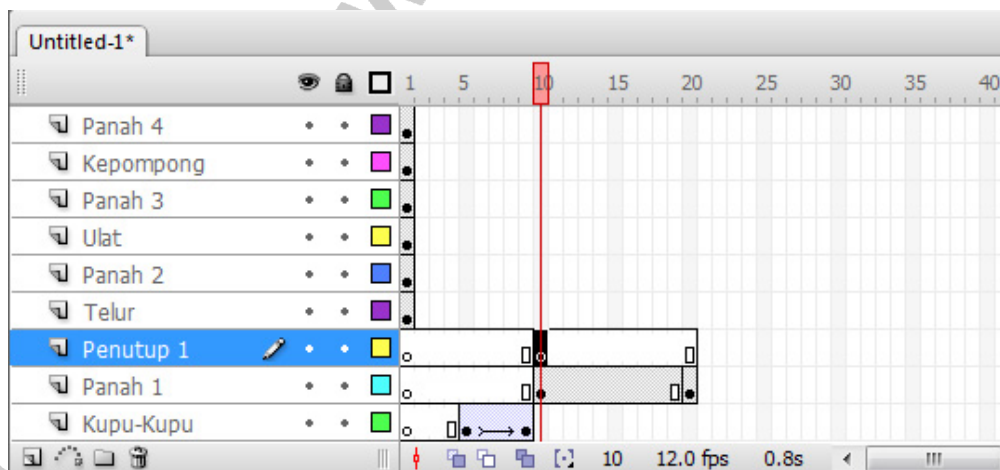 Untitled-1*
1 5 10 15 20 25 30 35 40
Panah 4
Kepompong
Panah 3
Ulat
Panah 2
Telur
Penutup 1
Panah 1
Kupu-Kupu
10 12.0 fps 0.8s